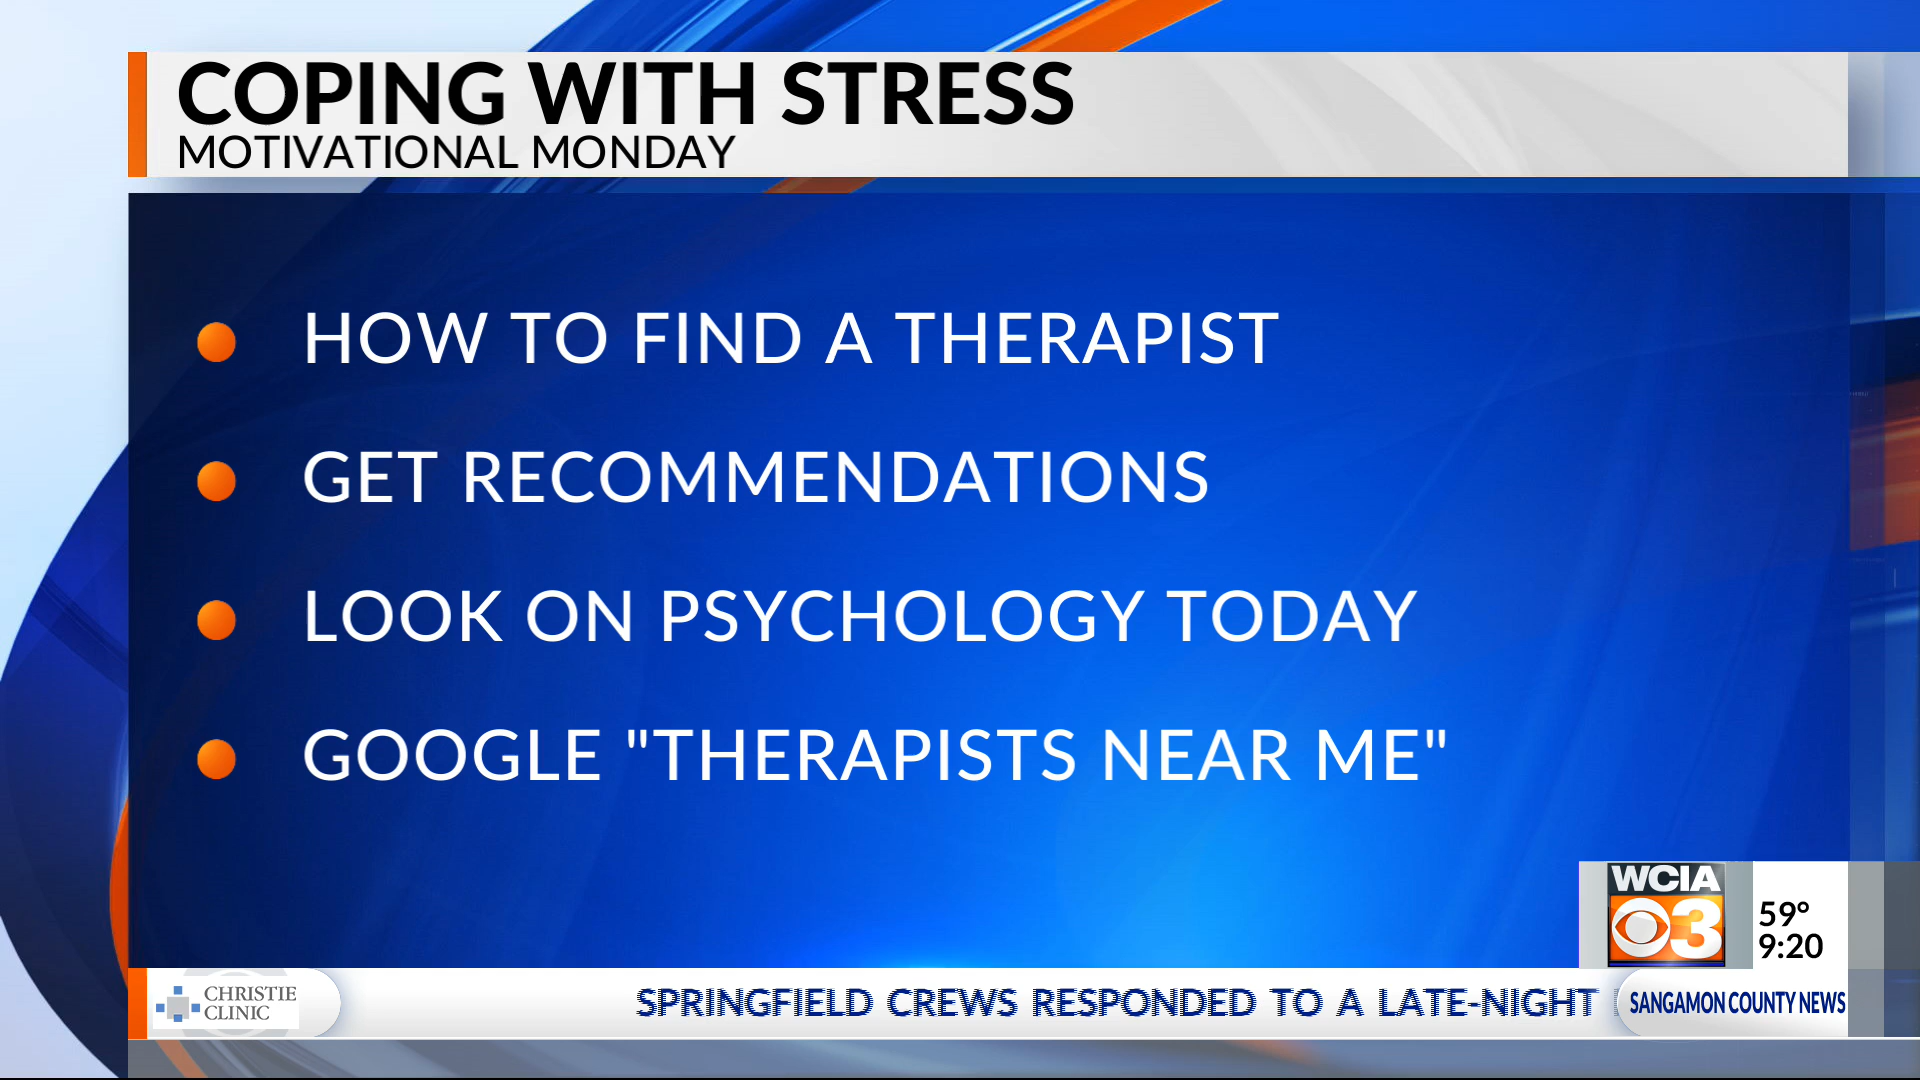 COPING WITH STRESS
MOTIVATIONAL MONDAY
HOW TO FIND A THERAPIST
GET RECOMMENDATIONS
LOOK ON PSYCHOLOGY TODAY
GOOGLE "THERAPISTS NEAR ME"
WCIA
3
59°
9:20
CHRISTIE
CLINIC
SPRINGFIELD CREWS RESPONDED TO A LATE-NIGHT
SANGAMON COUNTY NEWS